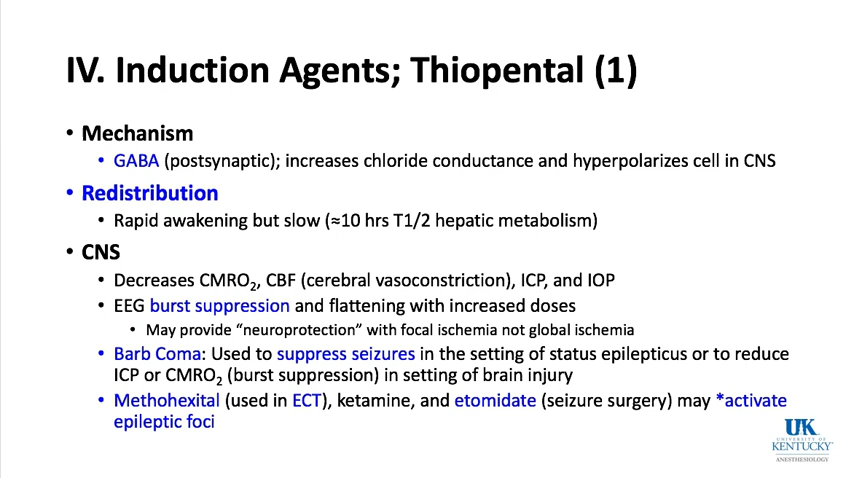 IV. Induction Agents; Thiopental (1)
• Mechanism
• GABA (postsynaptic); increases chloride conductance and hyperpolarizes cell in CNS
• Redistribution
• Rapid awakening but slow (≈10 hrs T1/2 hepatic metabolism)
• CNS
• Decreases CMRO₂, CBF (cerebral vasoconstriction), ICP, and IOP
• EEG burst suppression and flattening with increased doses
• May provide “neuroprotection” with focal ischemia not global ischemia
• Barb Coma: Used to suppress seizures in the setting of status epilepticus or to reduce
ICP or CMRO₂ (burst suppression) in setting of brain injury
• Methohexital (used in ECT), ketamine, and etomidate (seizure surgery) may *activate
epileptic foci
UK
UNIVERSITY OF
KENTUCKY
ANESTHESIOLOGY